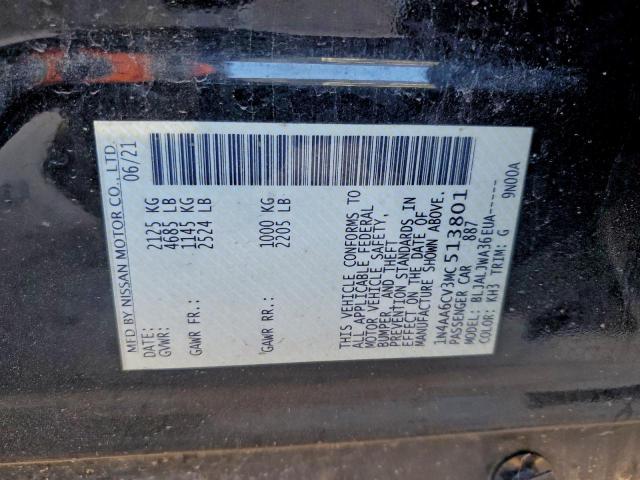 MFD BY NISSAN MOTOR CO., LTD.
DATE: 06/21
GVWR: 2125 KG
4685 LB
GAWR FR.: 1145 KG
2524 LB
GAWR RR.: 1000 KG
2205 LB
THIS VEHICLE CONFORMS TO
ALL APPLICABLE FEDERAL
MOTOR VEHICLE SAFETY,
BUMPER, AND THEFT
PREVENTION STANDARDS IN
EFFECT ON THE DATE OF
MANUFACTURE SHOWN ABOVE.
1N4AA6CV3MC513801
PASSENGER CAR 887
MODEL: BLJALJWA36EUA-----
COLOR: KH3 TRIM: G 9N00A